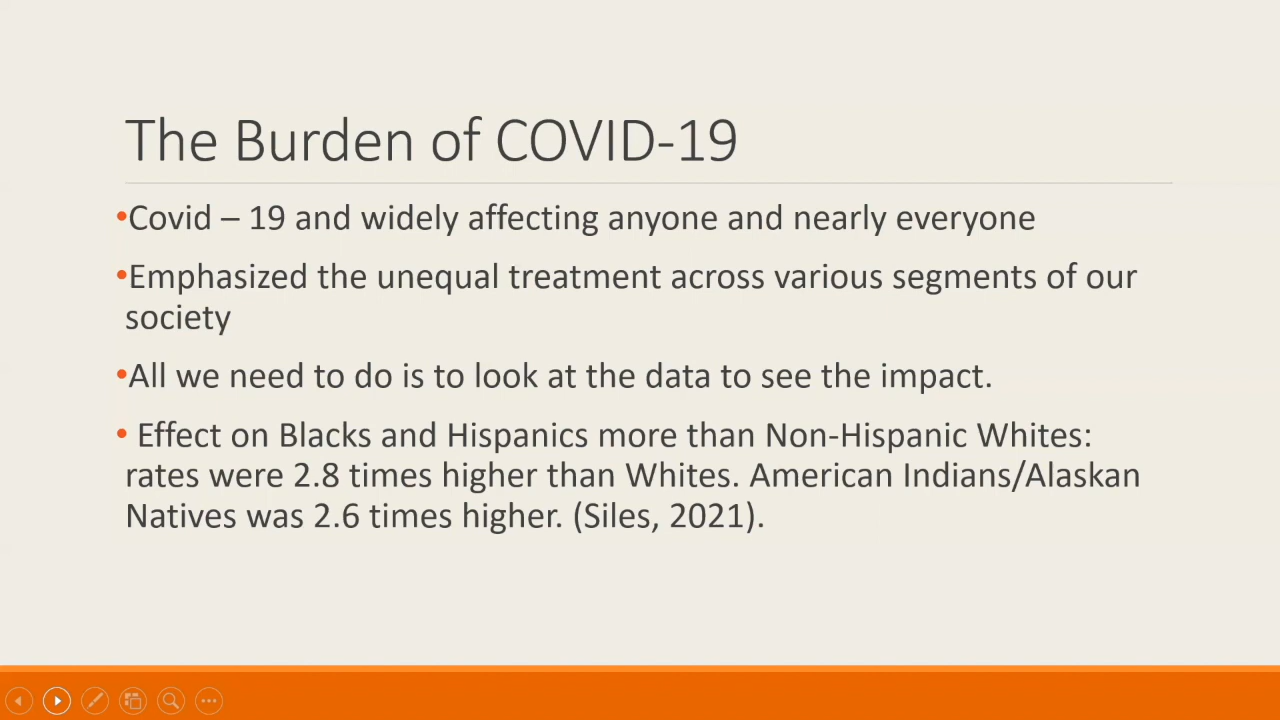 The Burden of COVID-19
•Covid – 19 and widely affecting anyone and nearly everyone
•Emphasized the unequal treatment across various segments of our
society
•All we need to do is to look at the data to see the impact.
• Effect on Blacks and Hispanics more than Non-Hispanic Whites:
rates were 2.8 times higher than Whites. American Indians/Alaskan
Natives was 2.6 times higher. (Siles, 2021).